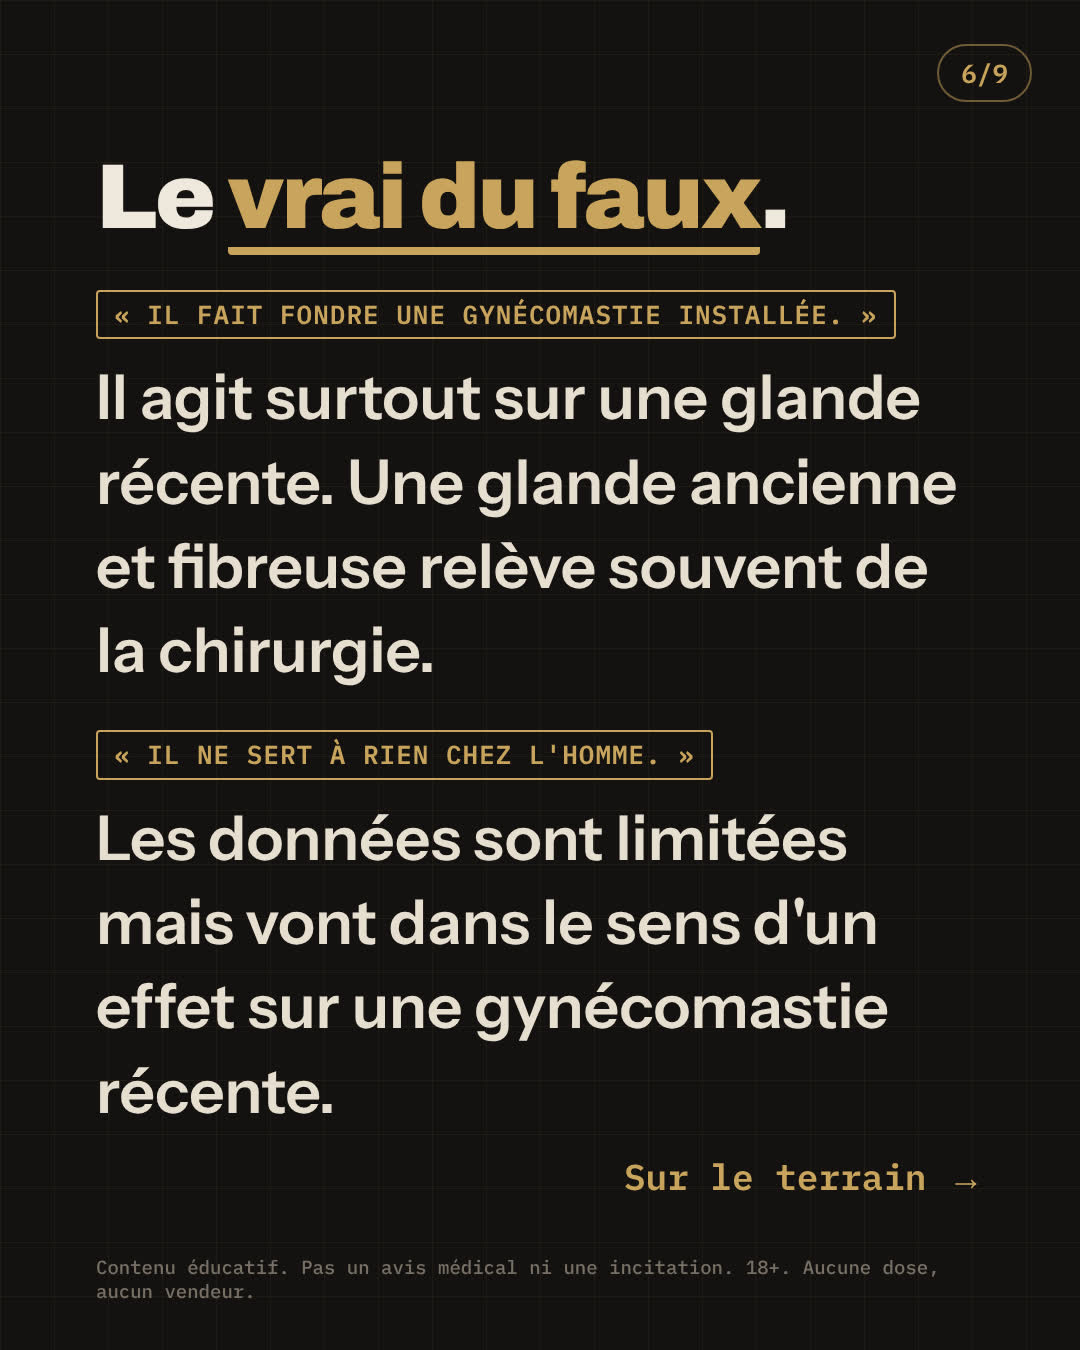 6/9
Le vrai du faux.
« IL FAIT FONDRE UNE GYNÉCOMASTIE INSTALLÉE. »
Il agit surtout sur une glande
récente. Une glande ancienne
et fibreuse relève souvent de
la chirurgie.
« IL NE SERT À RIEN CHEZ L'HOMME. »
Les données sont limitées
mais vont dans le sens d'un
effet sur une gynécomastie
récente.
Sur le terrain →
Contenu éducatif. Pas un avis médical ni une incitation. 18+. Aucune dose,
aucun vendeur.